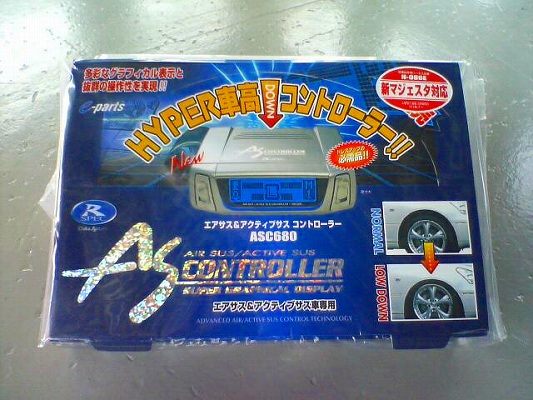 多彩なグラフィカル表示と
抜群の操作性を実現!!
e-parts
HYPER車高DOWNコントローラー!!
H-096E
新マジェスタ対応
New
AS CONTROLLER
エアサス&アクティブサス コントローラー
ASC680
R
SPEC
Data System
AS
AIR SUS/ACTIVE SUS
CONTROLLER
SUPER GRAPHICAL DISPLAY
エアサス&アクティブサス車専用
ADVANCED AIR/ACTIVE SUS CONTROL TECHNOLOGY
NORMAL
LOW DOWN